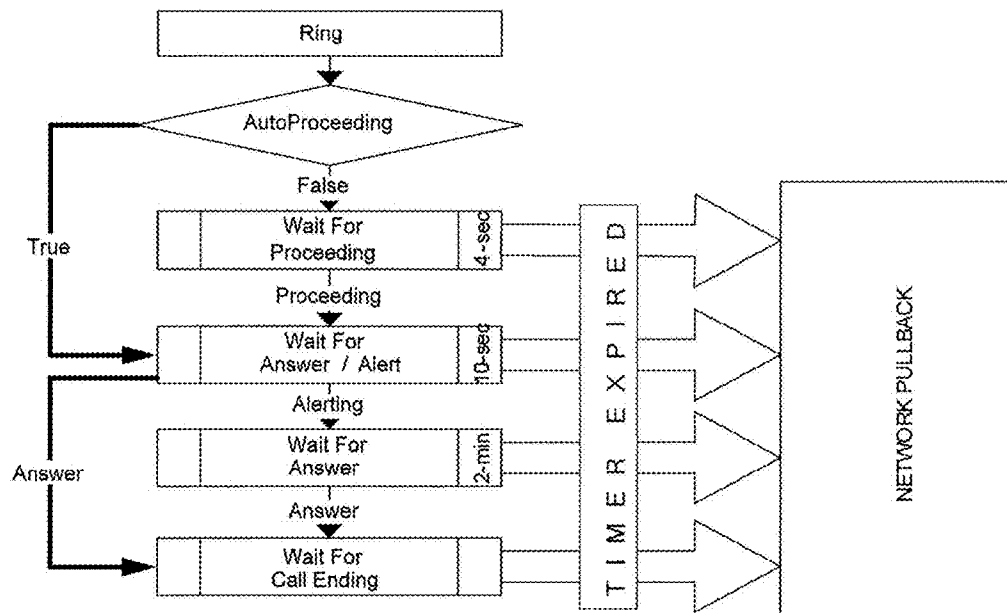 Ring
AutoProceeding
False
True
Wait For
Proceeding
4-sec
Proceeding
Wait For
Answer / Alert
10-sec
Alerting
Wait For
Answer
2-min
Answer
Answer
Wait For
Call Ending
TIMER EXPIRED
NETWORK PULLBACK